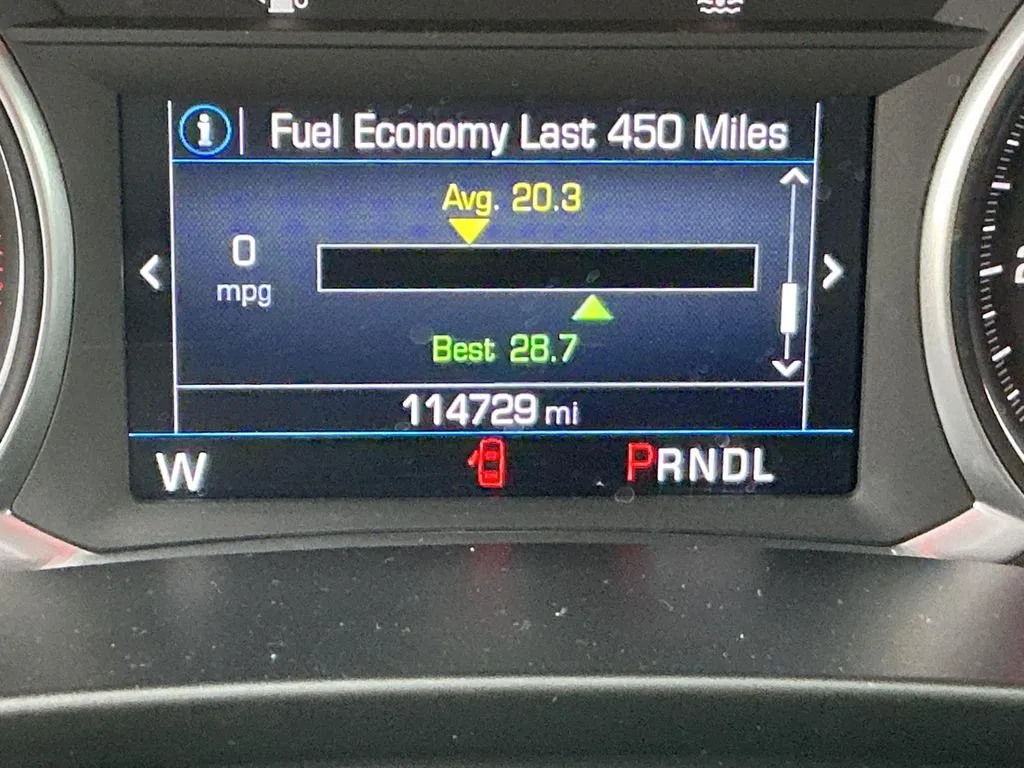 Fuel Economy Last 450 Miles
Avg. 20.3
0
mpg
Best 28.7
114729 mi
W
PRNDL